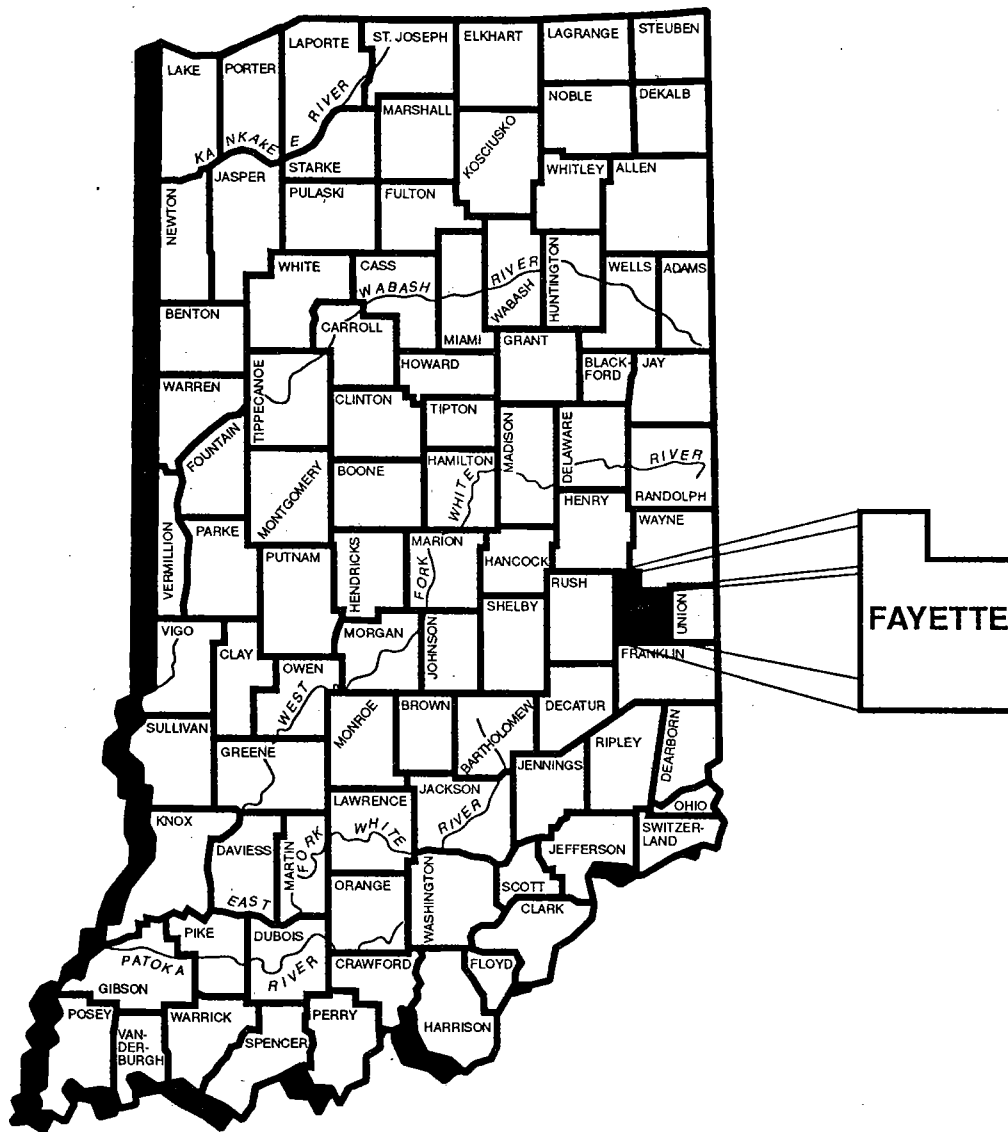 ST. JOSEPH
ELKHART
LAGRANGE
STEUBEN
LAPORTE
LAKE
PORTER
RIVER
NOBLE
DEKALB
MARSHALL
KOSCIUSKO
KANKAKEE
STARKE
WHITLEY
ALLEN
JASPER
PULASKI
FULTON
NEWTON
WHITE
CASS
WABASH
RIVER
WABASH
HUNTINGTON
WELLS
ADAMS
BENTON
CARROLL
MIAMI
GRANT
HOWARD
BLACK-
FORD
JAY
WARREN
TIPPECANOE
CLINTON
TIPTON
MADISON
DELAWARE
FOUNTAIN
BOONE
HAMILTON
RIVER
MONTGOMERY
WHITE
HENRY
RANDOLPH
WAYNE
PARKE
VERMILLION
PUTNAM
HENDRICKS
MARION
FORK
HANCOCK
RUSH
SHELBY
UNION
FAYETTE
VIGO
CLAY
MORGAN
JOHNSON
FRANKLIN
OWEN
WEST
SULLIVAN
MONROE
BROWN
BARTHOLOMEW
DECATUR
RIPLEY
DEARBORN
GREENE
JENNINGS
JACKSON
LAWRENCE
RIVER
OHIO
KNOX
WHITE
SWITZER-
LAND
DAVIESS
MARTIN
FORK
JEFFERSON
ORANGE
WASHINGTON
SCOTT
EAST
CLARK
PIKE
DUBOIS
PATOKA
RIVER
CRAWFORD
FLOYD
GIBSON
POSEY
WARRICK
PERRY
HARRISON
VAN-
DER-
BURGH
SPENCER